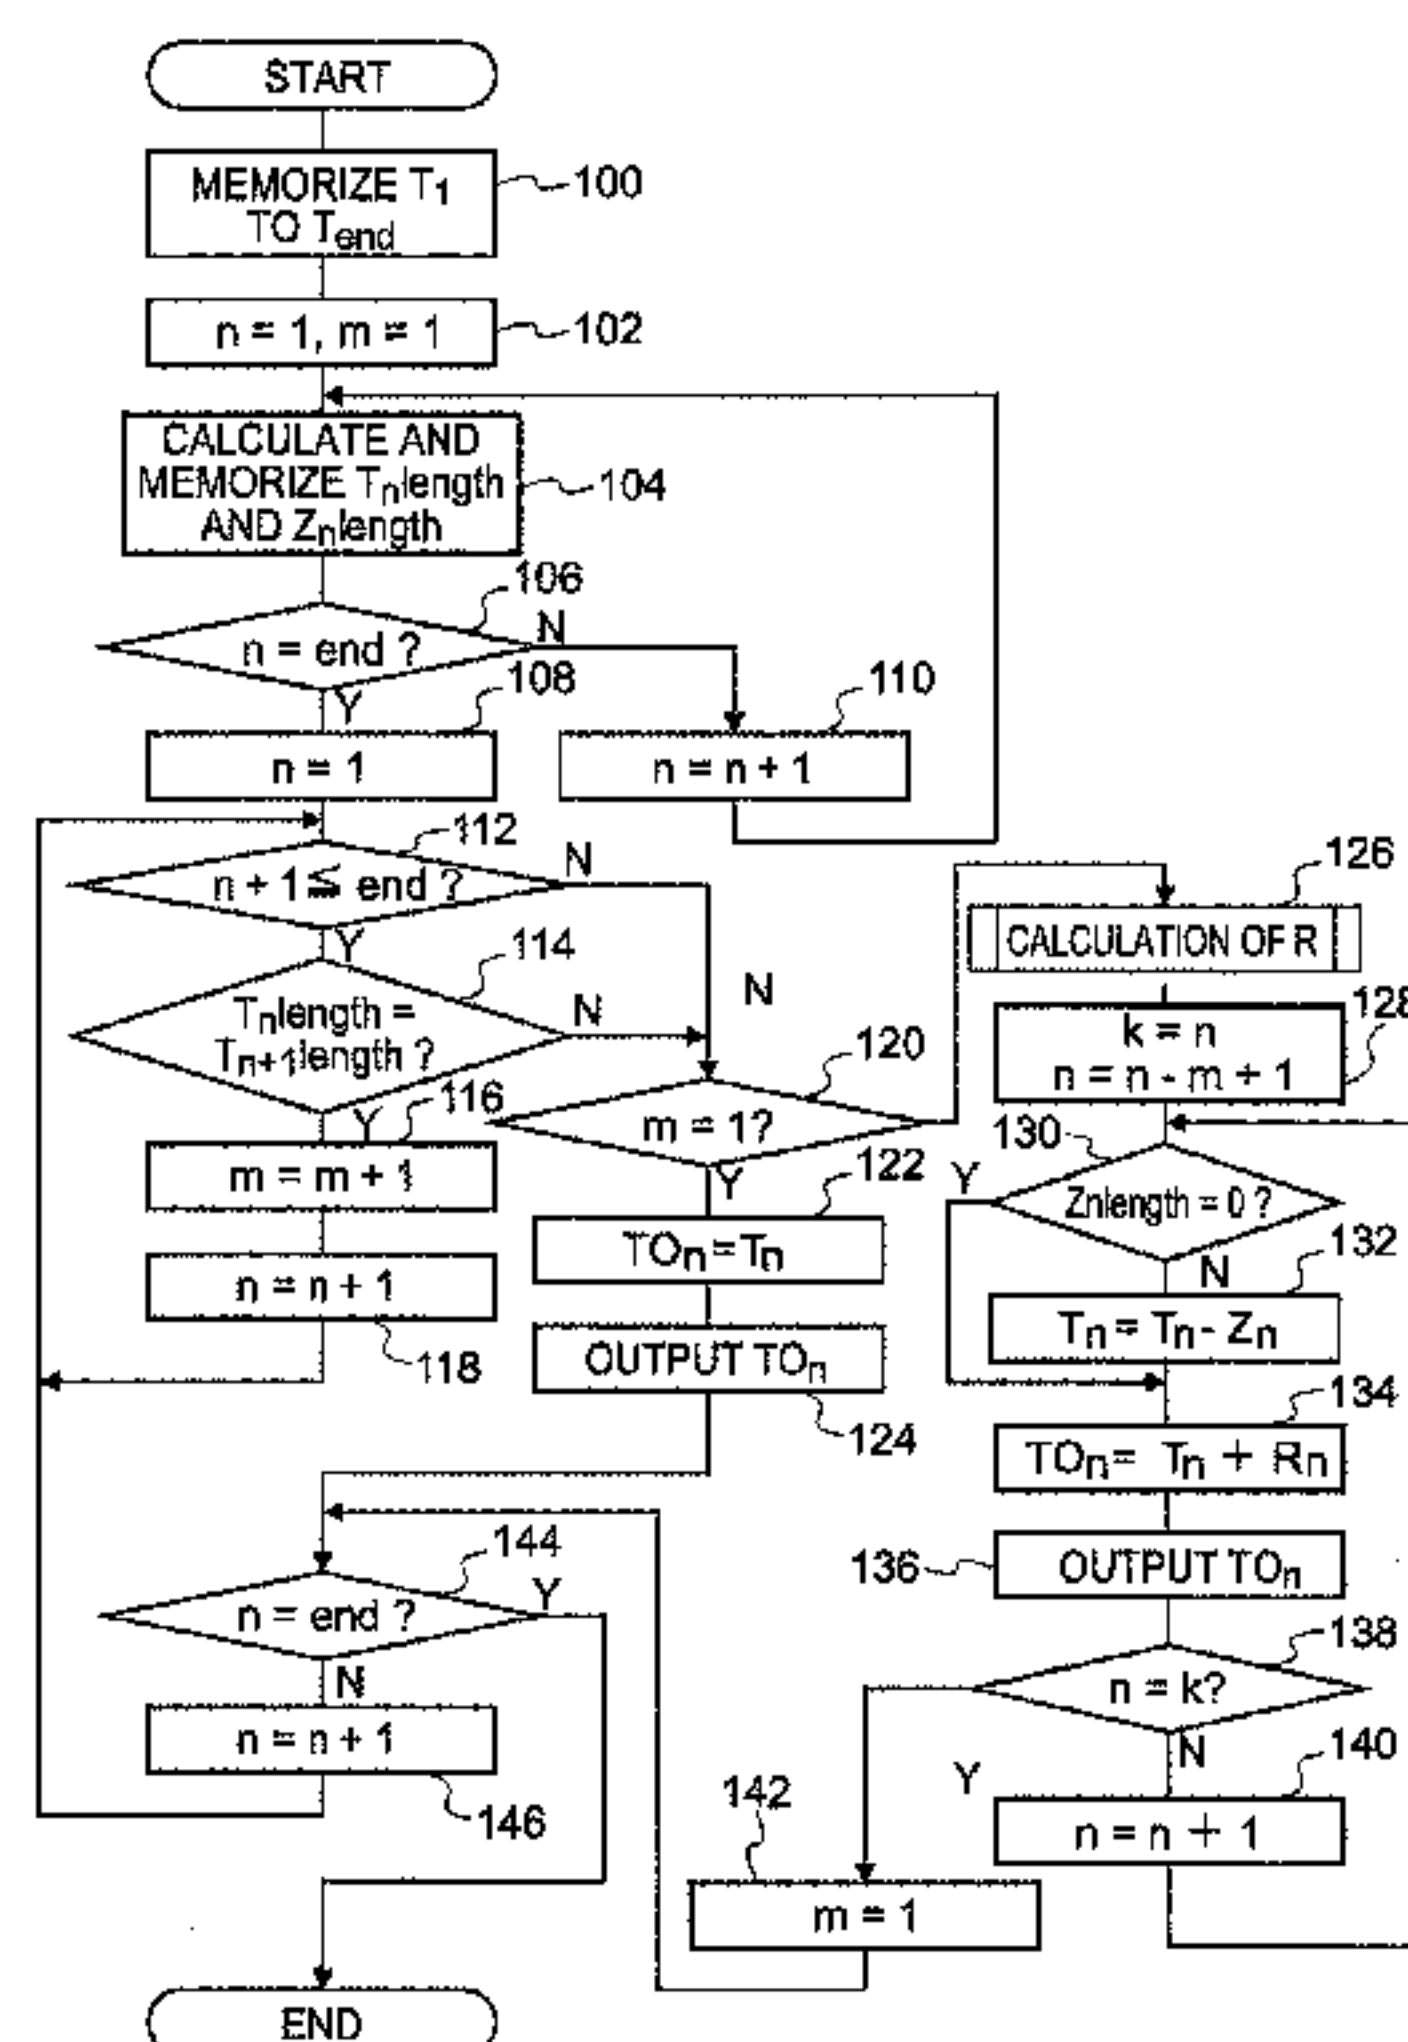 START
MEMORIZE T1
TO Tend
100
n = 1, m = 1
102
CALCULATE AND
MEMORIZE Tnlength
AND Znlength
104
106
n = end ?
N
Y
108
n = 1
110
n = n + 1
112
n + 1 ≦ end ?
N
Y
114
Tnlength =
Tn+1length ?
N
N
Y
116
m = m + 1
n = n + 1
118
120
m = 1?
Y
122
TOn = Tn
OUTPUT TOn
124
126
CALCULATION OF R
128
k = n
n = n - m + 1
130
Y
Znlength = 0 ?
N
132
Tn = Tn - Zn
134
TOn = Tn + Rn
136
OUTPUT TOn
138
n = k?
N
Y
140
n = n + 1
142
m = 1
144
n = end ?
Y
N
n = n + 1
146
END